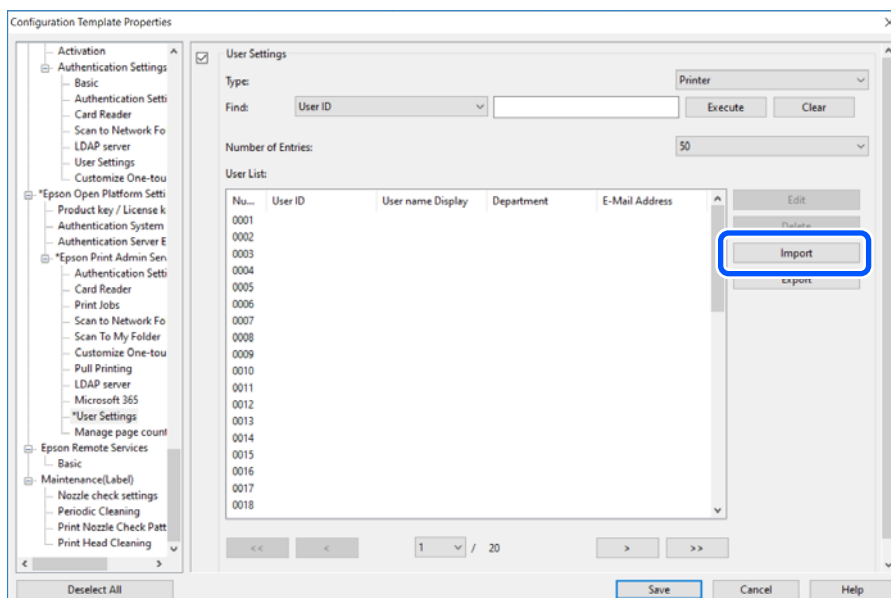 Configuration Template Properties
Activation
Authentication Settings
Basic
Authentication Setti
Card Reader
Scan to Network Fo
LDAP server
User Settings
Customize One-tou
*Epson Open Platform Setti
Product key / License k
Authentication System
Authentication Server E
*Epson Print Admin Ser
Authentication Setti
Card Reader
Print Jobs
Scan to Network Fo
Scan To My Folder
Customize One-tou
Pull Printing
LDAP server
Microsoft 365
*User Settings
Manage page count
Epson Remote Services
Basic
Maintenance(Label)
Nozzle check settings
Periodic Cleaning
Print Nozzle Check Patt
Print Head Cleaning
Deselect All
User Settings
Type: Printer
Find: User ID Execute Clear
Number of Entries: 50
User List:
Nu... User ID User name Display Department E-Mail Address
0001
0002
0003
0004
0005
0006
0007
0008
0009
0010
0011
0012
0013
0014
0015
0016
0017
0018
Edit
Delete
Import
Export
<< < 1 / 20 > >>
Save Cancel Help